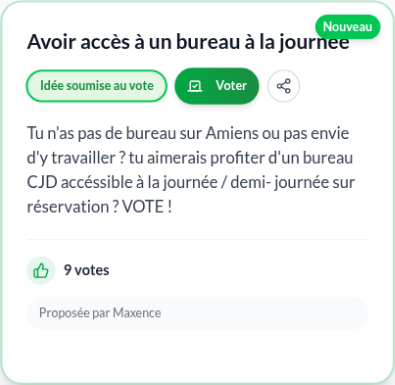 Nouveau
Avoir accès à un bureau à la journée
Idée soumise au vote
Voter
Tu n'as pas de bureau sur Amiens ou pas envie
d'y travailler ? tu aimerais profiter d'un bureau
CJD accéssible à la journée / demi- journée sur
réservation ? VOTE !
9 votes
Proposée par Maxence